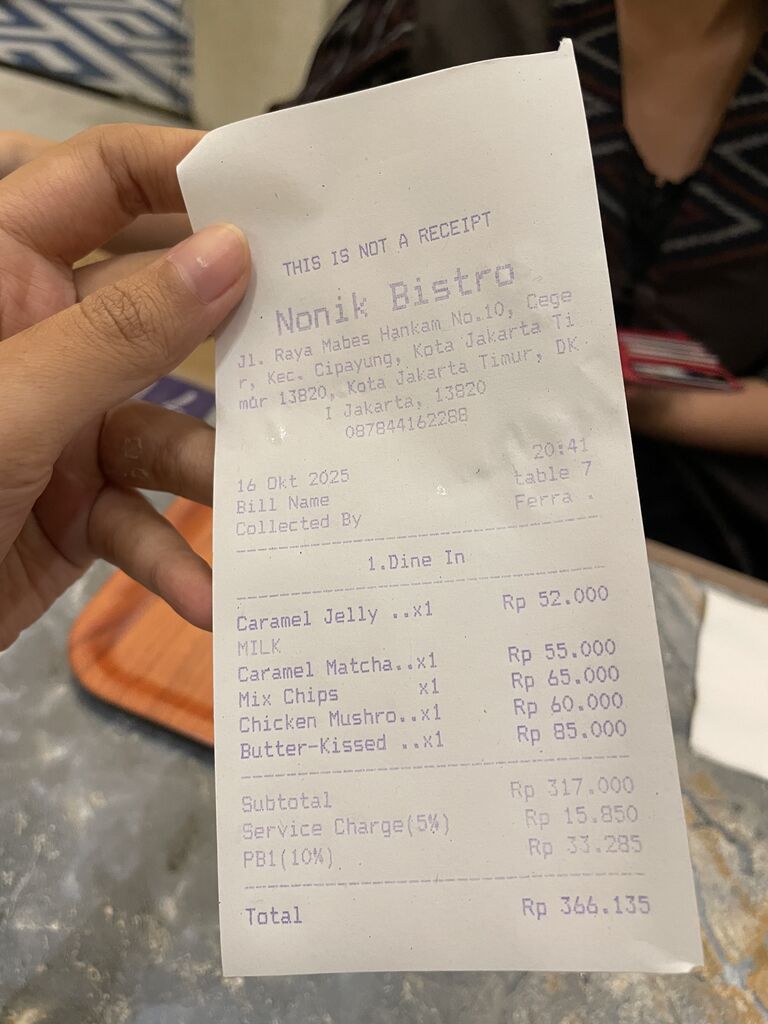 THIS IS NOT A RECEIPT
Nonik Bistro
Jl. Raya Mabes Hankam No.10, Cege
r, Kec. Cipayung, Kota Jakarta Ti
mur 13820, Kota Jakarta Timur, DK
I Jakarta, 13820
087844162288
16 Okt 2025 20:41
Bill Name table 7
Collected By Ferra .
1.Dine In
Caramel Jelly ..x1 Rp 52.000
MILK
Caramel Matcha..x1 Rp 55.000
Mix Chips x1 Rp 65.000
Chicken Mushro..x1 Rp 60.000
Butter-Kissed ..x1 Rp 85.000
Subtotal Rp 317.000
Service Charge(5%) Rp 15.850
PB1(10%) Rp 33.285
Total Rp 366.135